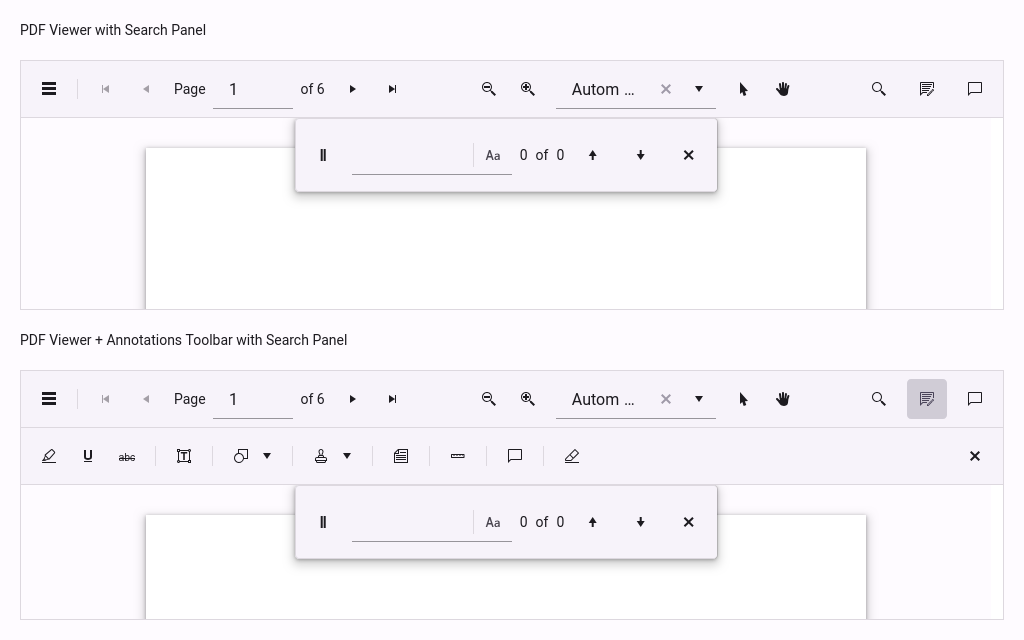 PDF Viewer with Search Panel
Page 1 of 6 Autom ...
Aa 0 of 0
PDF Viewer + Annotations Toolbar with Search Panel
Page 1 of 6 Autom ...
U abc T
Aa 0 of 0